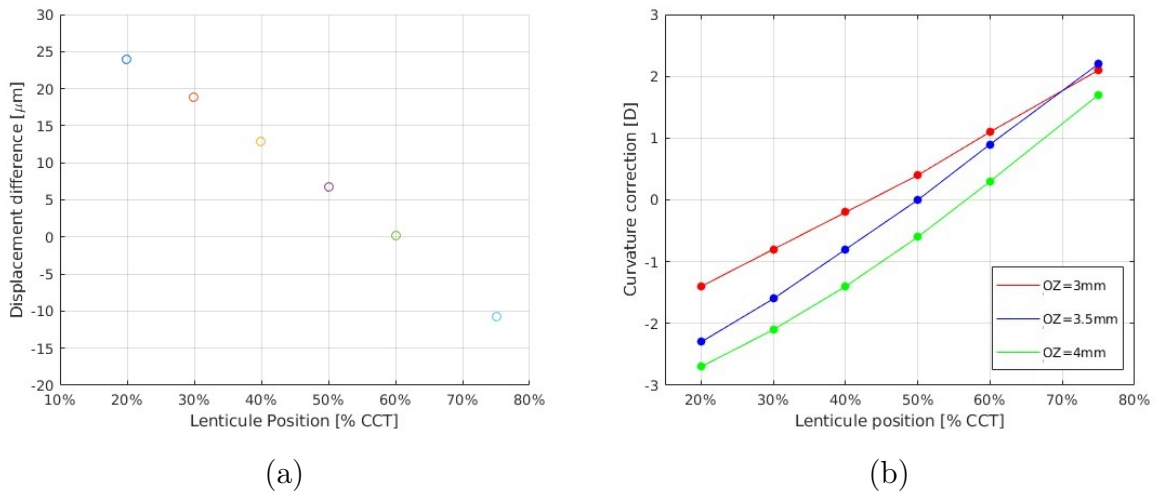 30
25
20
15
10
5
0
-5
-10
-15
-20
Displacement difference [μm]
10% 20% 30% 40% 50% 60% 70% 80%
Lenticule Position [% CCT]
(a)
3
2
1
0
-1
-2
-3
Curvature correction [D]
OZ=3mm
OZ=3.5mm
OZ=4mm
20% 30% 40% 50% 60% 70% 80%
Lenticule position [% CCT]
(b)